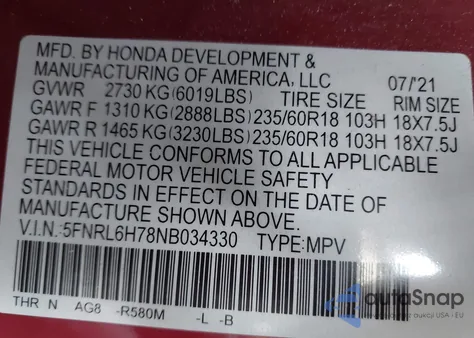 MFD. BY HONDA DEVELOPMENT &
MANUFACTURING OF AMERICA, LLC 07/'21
GVWR 2730 KG(6019LBS) TIRE SIZE RIM SIZE
GAWR F 1310 KG(2888LBS)235/60R18 103H 18X7.5J
GAWR R 1465 KG(3230LBS)235/60R18 103H 18X7.5J
THIS VEHICLE CONFORMS TO ALL APPLICABLE
FEDERAL MOTOR VEHICLE SAFETY
STANDARDS IN EFFECT ON THE DATE OF
MANUFACTURE SHOWN ABOVE.
V.I.N.:5FNRL6H78NB034330 TYPE:MPV
THR N AG8 -R580M -L -B
autoSnap